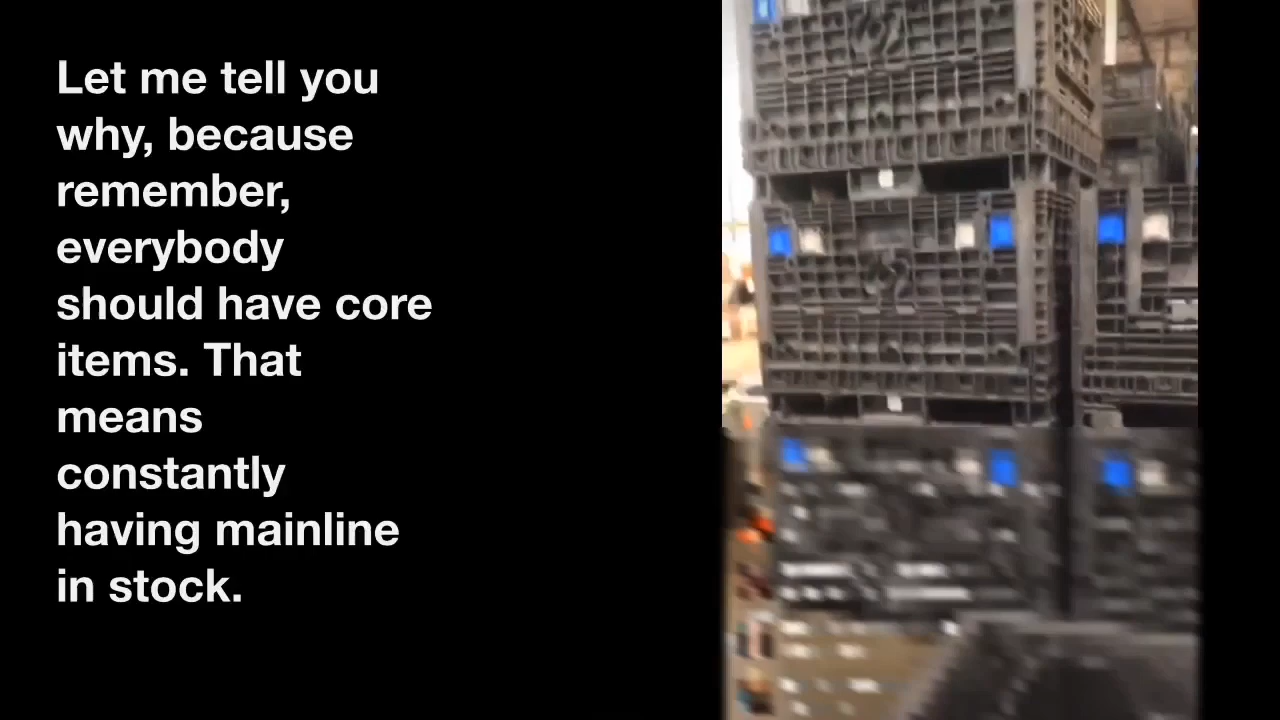 Let me tell you
why, because
remember,
everybody
should have core
items. That
means
constantly
having mainline
in stock.